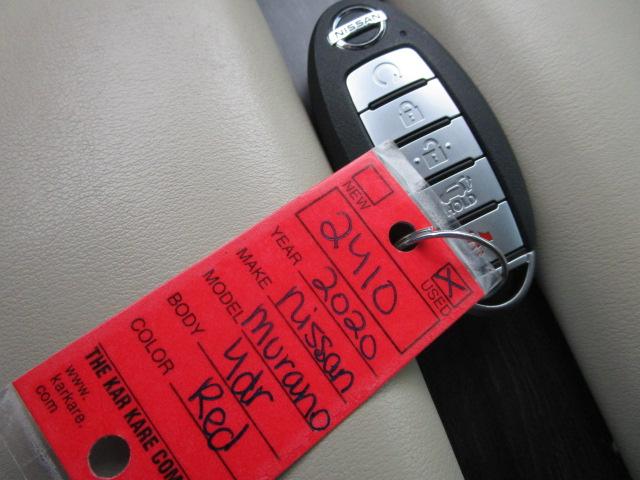 NISSAN
NEW
2410
USED
YEAR 2020
MAKE nissan
MODEL murano
BODY 4dr
COLOR Red
THE KAR KARE COM
www.
karkare.
com